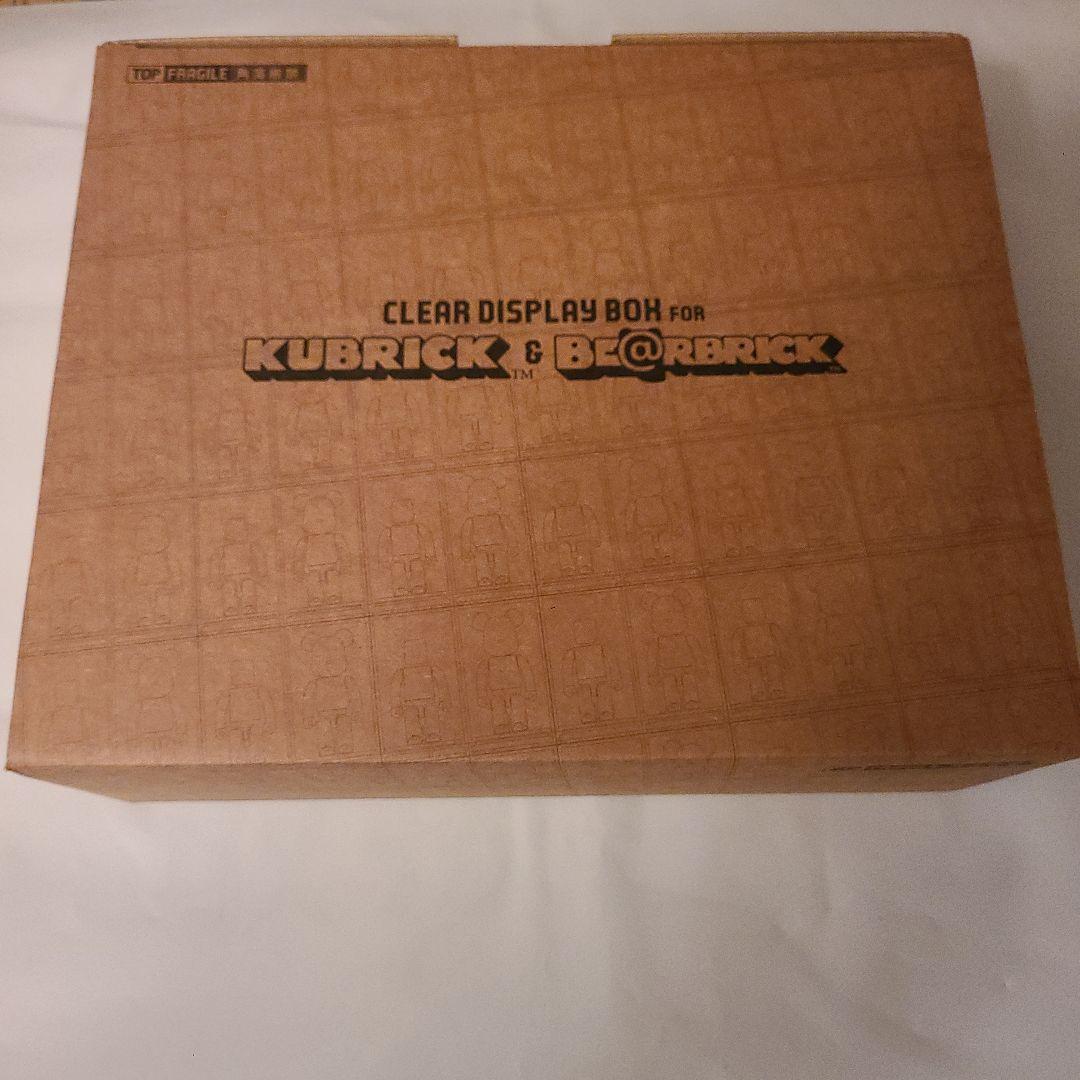 TOP FRAGILE
CLEAR DISPLAY BOX FOR
KUBRICK™ & BE@RBRICK™